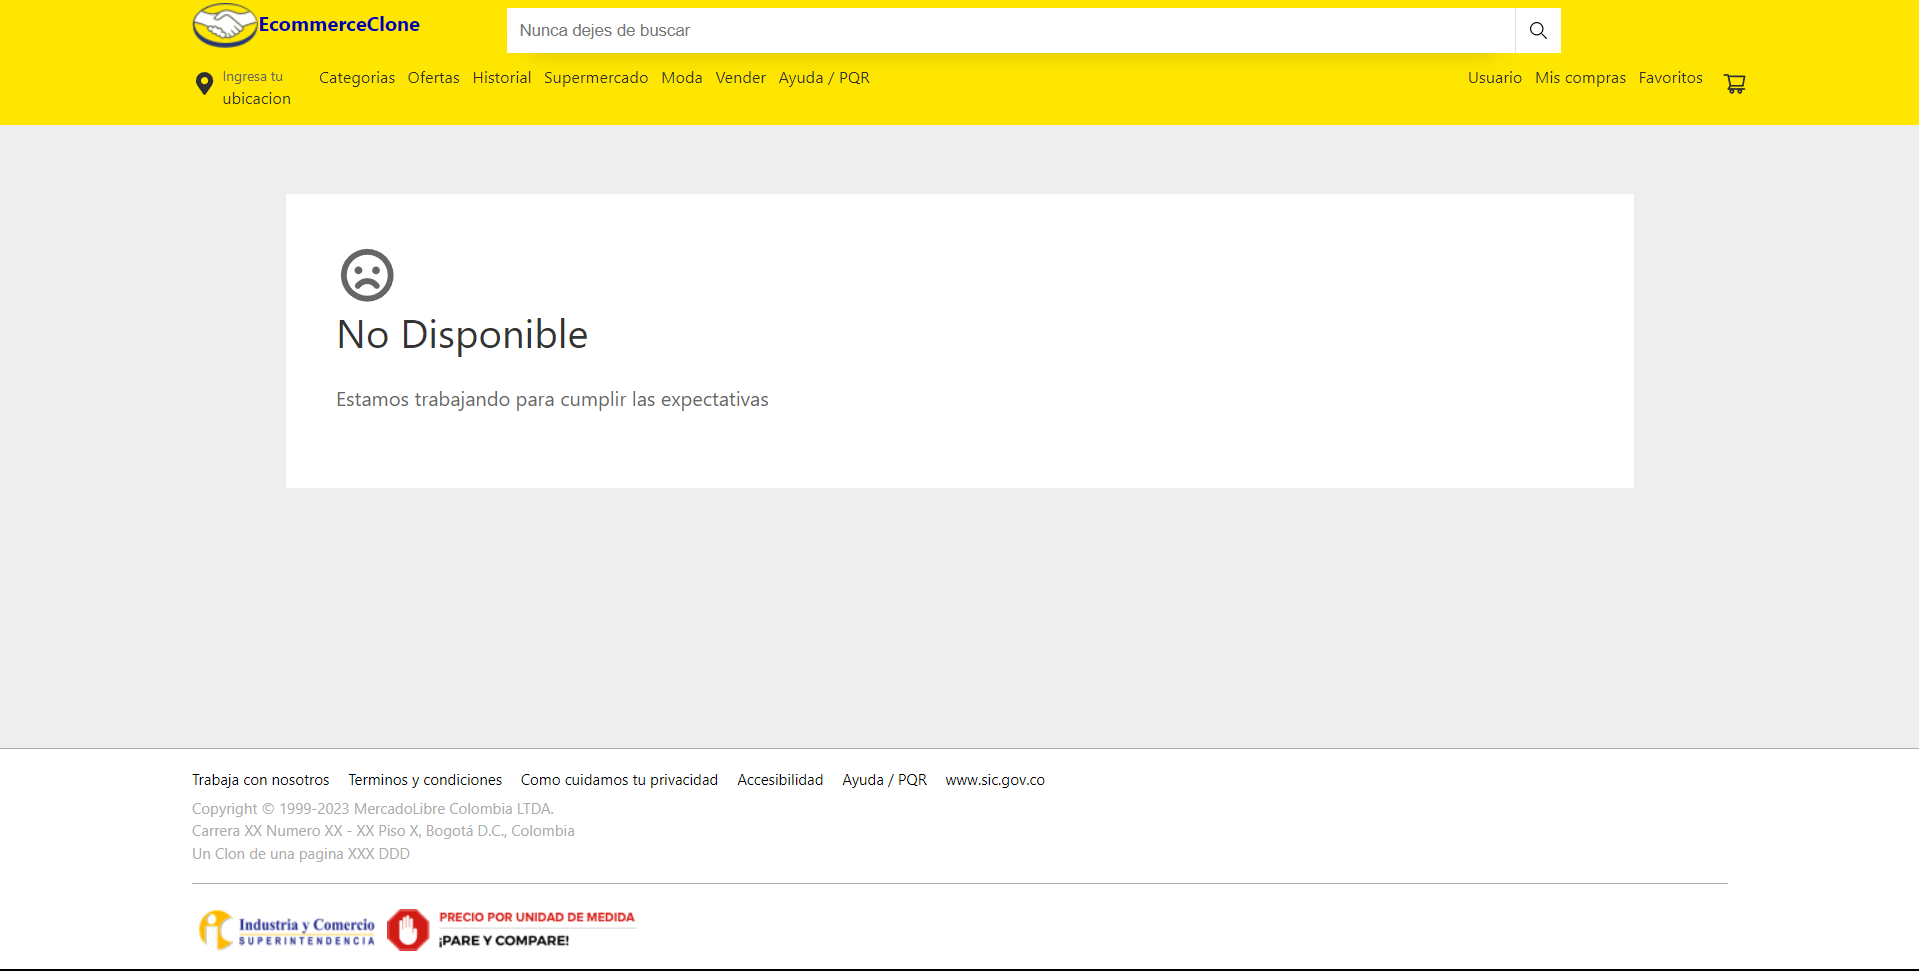 EcommerceClone
Nunca dejes de buscar
Ingresa tu
ubicacion
Categorias Ofertas Historial Supermercado Moda Vender Ayuda / PQR
Usuario Mis compras Favoritos
No Disponible
Estamos trabajando para cumplir las expectativas
Trabaja con nosotros Terminos y condiciones Como cuidamos tu privacidad Accesibilidad Ayuda / PQR www.sic.gov.co
Copyright © 1999-2023 MercadoLibre Colombia LTDA.
Carrera XX Numero XX - XX Piso X, Bogotá D.C., Colombia
Un Clon de una pagina XXX DDD
Industria y Comercio
SUPERINTENDENCIA
PRECIO POR UNIDAD DE MEDIDA
¡PARE Y COMPARE!